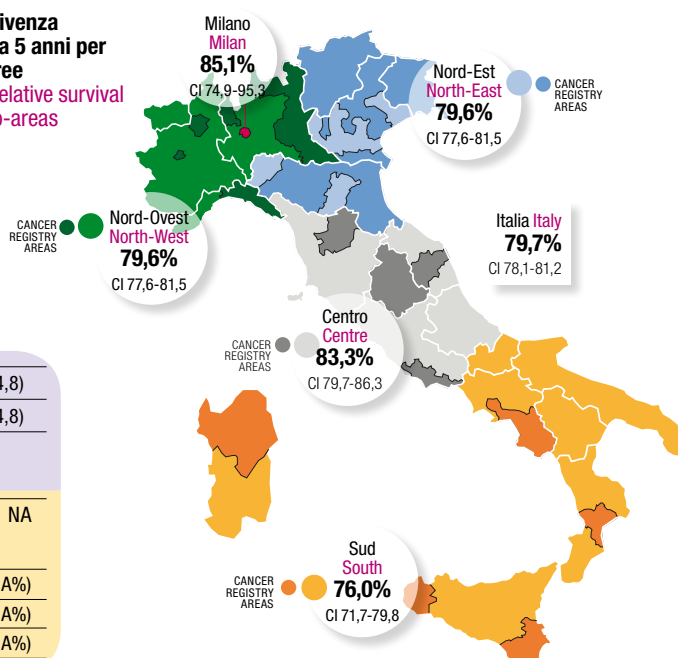 ivenza
a 5 anni per
ree
elative survival
o-areas
Milano
Milan
85,1%
CI 74,9-95,3
Nord-Est
North-East
79,6%
CI 77,6-81,5
CANCER
REGISTRY
AREAS
CANCER
REGISTRY
AREAS
Nord-Ovest
North-West
79,6%
CI 77,6-81,5
Italia Italy
79,7%
CI 78,1-81,2
CANCER
REGISTRY
AREAS
Centro
Centre
83,3%
CI 79,7-86,3
4,8)
4,8)
NA
A%)
A%)
A%)
CANCER
REGISTRY
AREAS
Sud
South
76,0%
CI 71,7-79,8